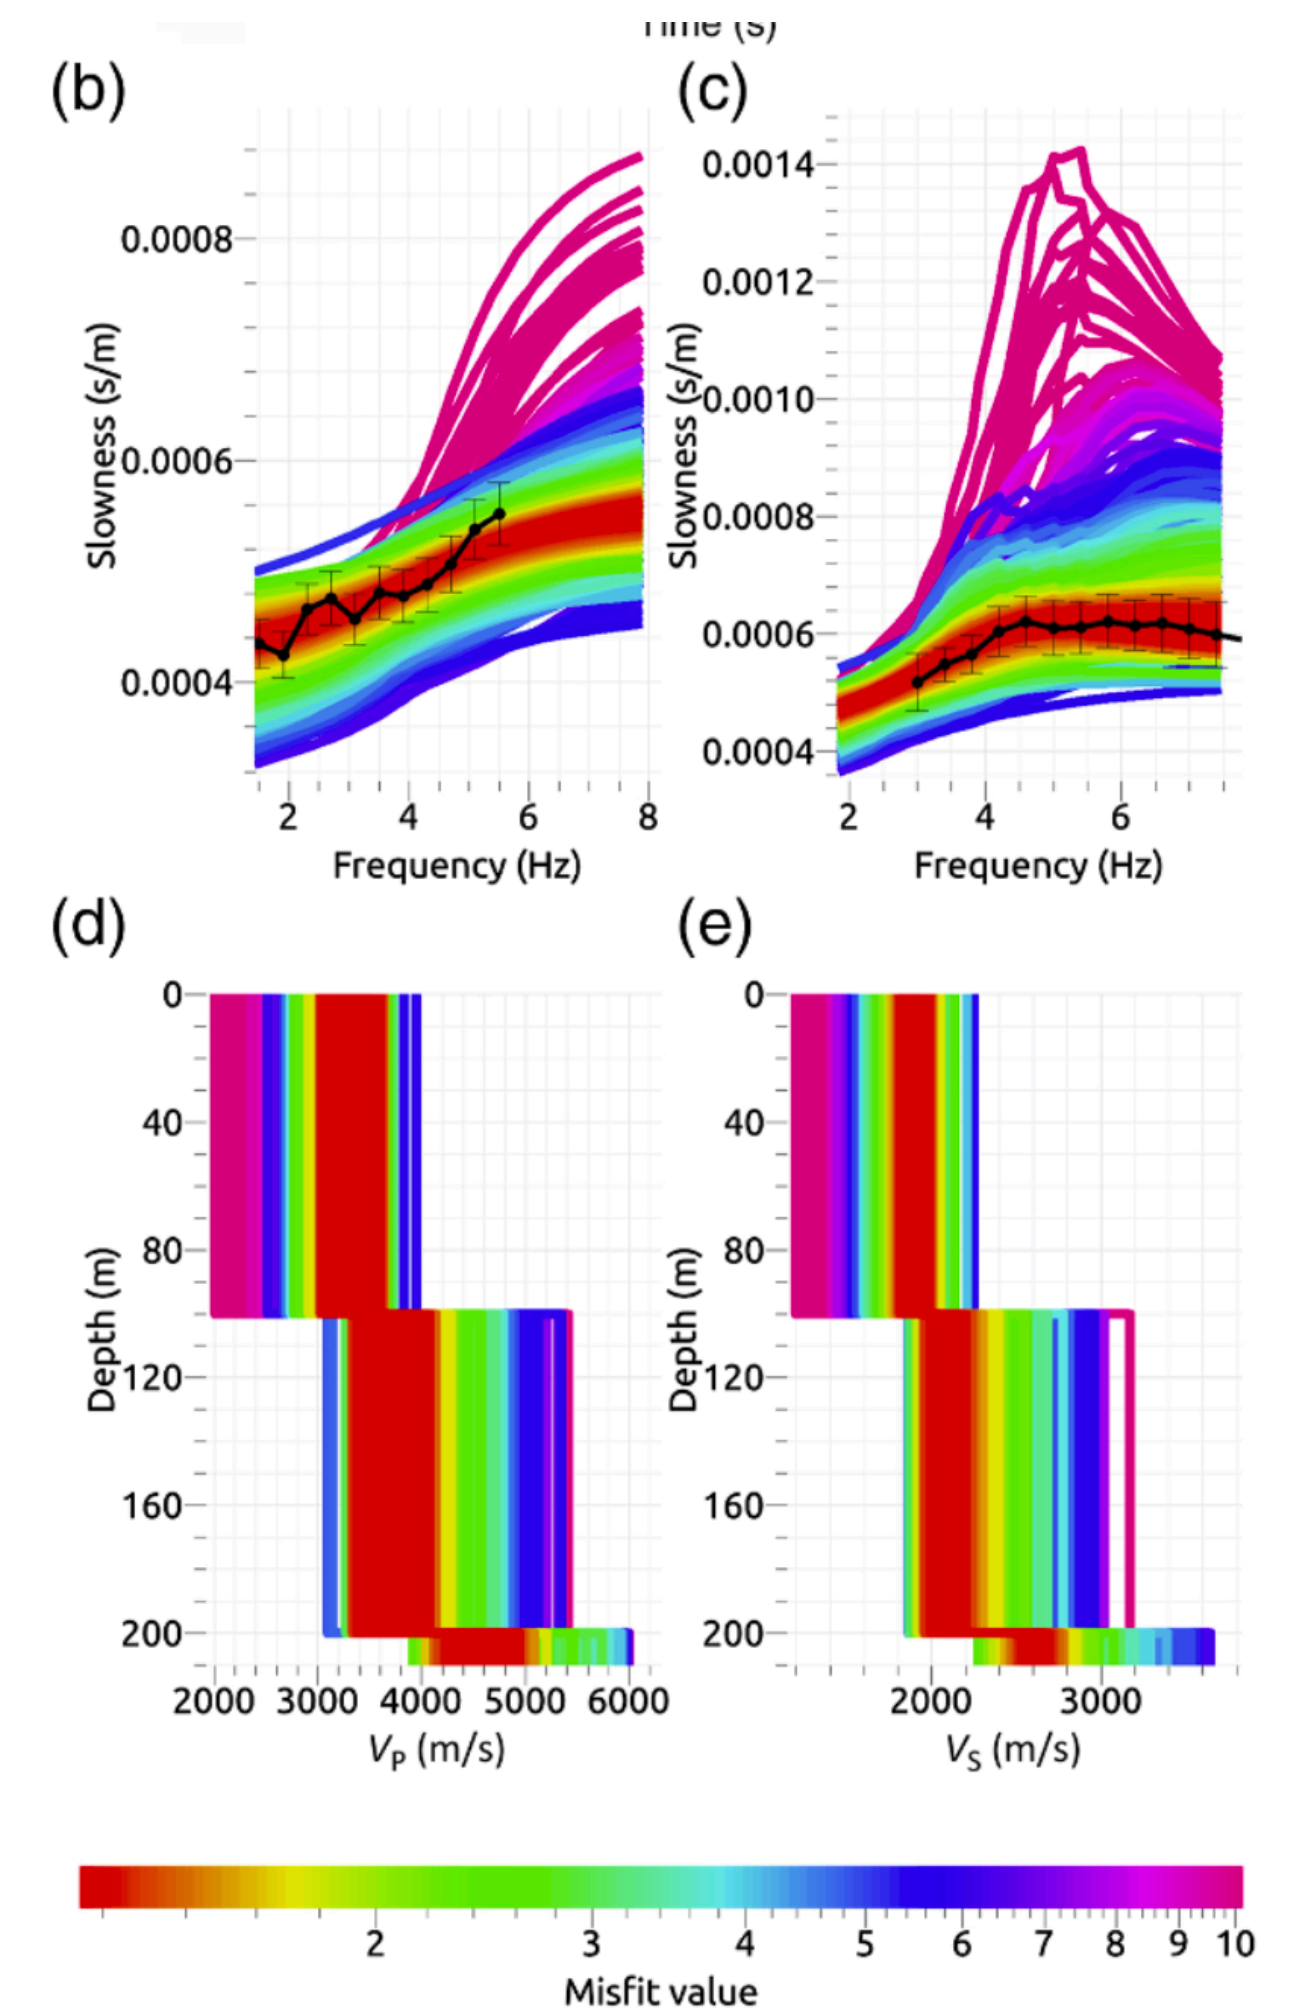 Time (s)
(b)
(c)
Slowness (s/m)
0.0008
0.0006
0.0004
2 4 6 8
Frequency (Hz)
Slowness (s/m)
0.0014
0.0012
0.0010
0.0008
0.0006
0.0004
2 4 6
Frequency (Hz)
(d)
(e)
Depth (m)
0
40
80
120
160
200
2000 3000 4000 5000 6000
VP (m/s)
Depth (m)
0
40
80
120
160
200
2000 3000
VS (m/s)
2 3 4 5 6 7 8 9 10
Misfit value